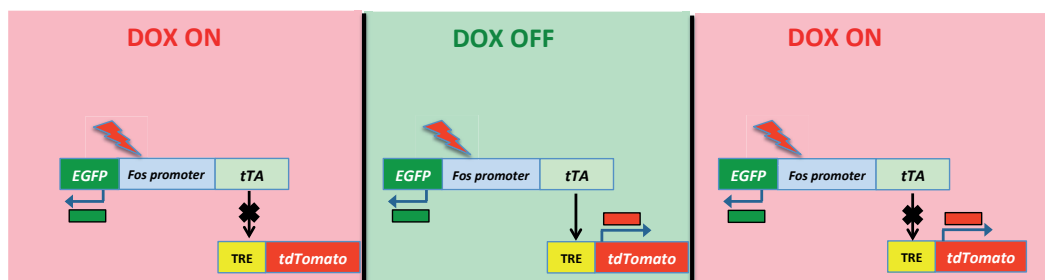 DOX ON
EGFP Fos promoter tTA
TRE tdTomato
DOX OFF
EGFP Fos promoter tTA
TRE tdTomato
DOX ON
EGFP Fos promoter tTA
TRE tdTomato